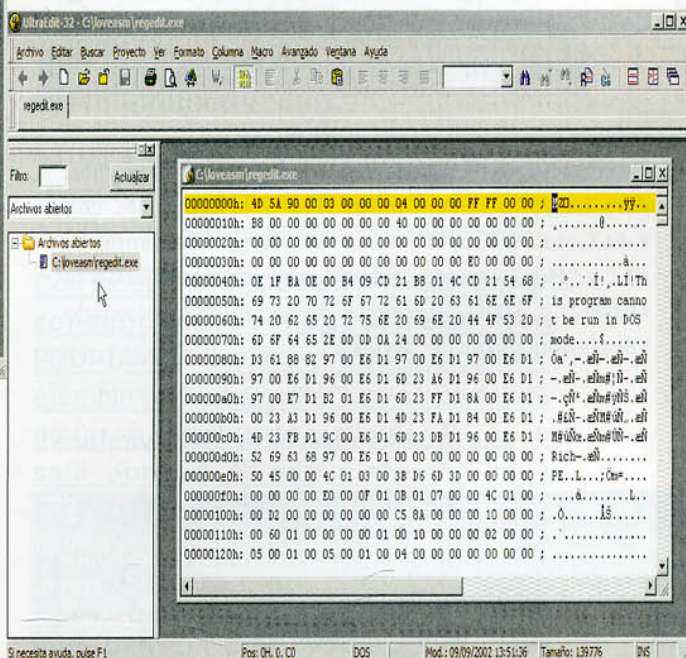 UltraEdit-32 - C:\loveasm\regedit.exe
Archivo Editar Buscar Proyecto Ver Formato Columna Macro Avanzado Ventana Ayuda
regedit.exe
Filtro: Actualizar
Archivos abiertos
Archivos abiertos
C:\loveasm\regedit.exe
C:\loveasm\regedit.exe
00000000h: 4D 5A 90 00 03 00 00 00 04 00 00 00 FF FF 00 00 ; MZ.........ÿÿ..
00000010h: B8 00 00 00 00 00 00 00 40 00 00 00 00 00 00 00 ; ¸.......@.......
00000020h: 00 00 00 00 00 00 00 00 00 00 00 00 00 00 00 00 ; ................
00000030h: 00 00 00 00 00 00 00 00 00 00 00 00 E0 00 00 00 ; ............à...
00000040h: 0E 1F BA 0E 00 B4 09 CD 21 B8 01 4C CD 21 54 68 ; ..º..´.Í!¸.LÍ!Th
00000050h: 69 73 20 70 72 6F 67 72 61 6D 20 63 61 6E 6E 6F ; is program canno
00000060h: 74 20 62 65 20 72 75 6E 20 69 6E 20 44 4F 53 20 ; t be run in DOS
00000070h: 6D 6F 64 65 2E 0D 0D 0A 24 00 00 00 00 00 00 00 ; mode....$.......
00000080h: D3 61 88 82 97 00 E6 D1 97 00 E6 D1 97 00 E6 D1 ; Óaˆ‚—.æÑ—.æÑ—.æÑ
00000090h: 97 00 E6 D1 96 00 E6 D1 6D 23 A6 D1 96 00 E6 D1 ; —.æÑ–.æÑm#¦Ñ–.æÑ
000000a0h: 97 00 E7 D1 B2 01 E6 D1 6D 23 FF D1 8A 00 E6 D1 ; —.çÑ².æÑm#ÿÑŠ.æÑ
000000b0h: 00 23 A3 D1 96 00 E6 D1 4D 23 FA D1 84 00 E6 D1 ; .#£Ñ–.æÑM#úÑ„.æÑ
000000c0h: 4D 23 FB D1 9C 00 E6 D1 6D 23 DB D1 96 00 E6 D1 ; M#ûÑœ.æÑm#ÛÑ–.æÑ
000000d0h: 52 69 63 68 97 00 E6 D1 00 00 00 00 00 00 00 00 ; Rich—.æÑ........
000000e0h: 50 45 00 00 4C 01 03 00 3B D6 6D 3D 00 00 00 00 ; PE..L...;Öm=....
000000f0h: 00 00 00 00 E0 00 0F 01 0B 01 07 00 00 4C 01 00 ; ....à........L..
00000100h: 00 D2 00 00 00 00 00 00 C5 8A 00 00 00 10 00 00 ; .Ò......ÅŠ......
00000110h: 00 60 01 00 00 00 00 01 00 10 00 00 00 02 00 00 ; .`..............
00000120h: 05 00 01 00 05 00 01 00 04 00 00 00 00 00 00 00 ; ................
Si necesita ayuda, pulse F1 Pos: 0H, 0, C0 DOS Mod.: 09/09/2002 13:51:36 Tamaño: 139776 INS